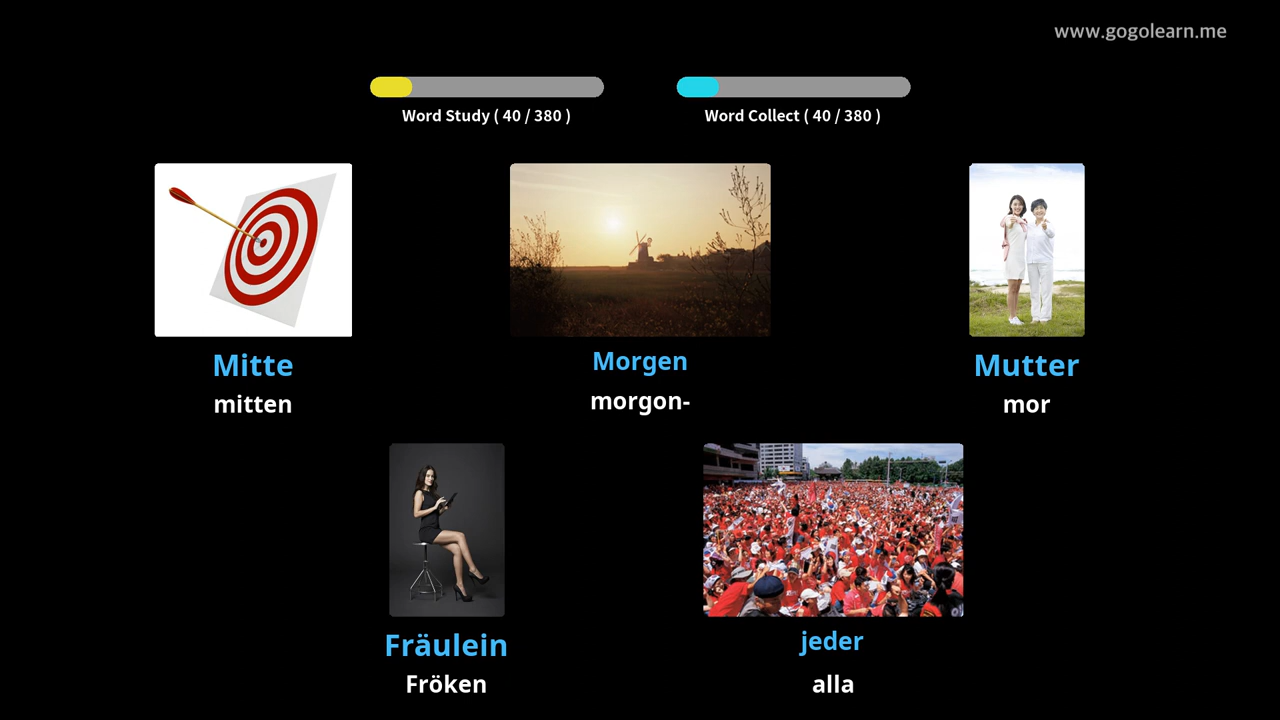 www.gogolearn.me
Word Study ( 40 / 380 )
Word Collect ( 40 / 380 )
Mitte
mitten
Morgen
morgon-
Mutter
mor
Fräulein
Fröken
jeder
alla